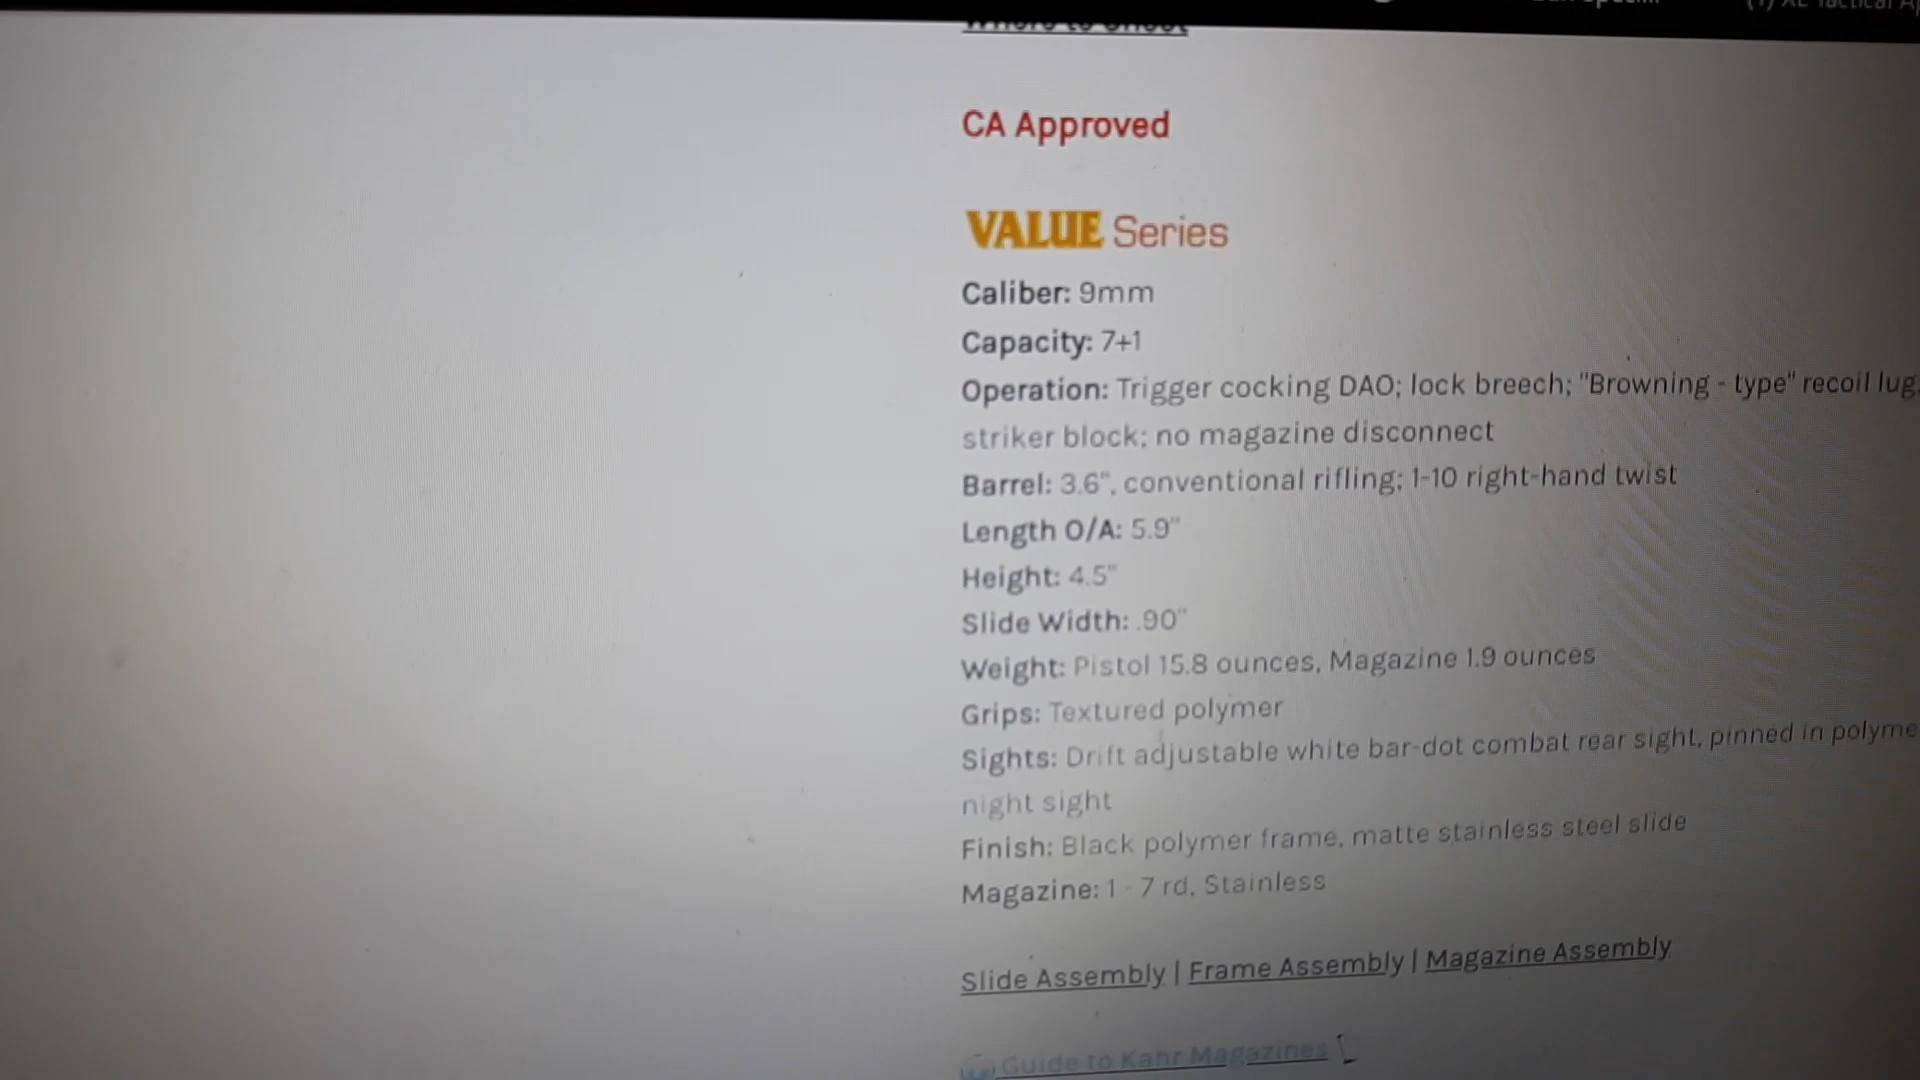 Where to Shoot
CA Approved
VALUE Series
Caliber: 9mm
Capacity: 7+1
Operation: Trigger cocking DAO; lock breech; "Browning - type" recoil lug;
striker block; no magazine disconnect
Barrel: 3.6", conventional rifling; 1-10 right-hand twist
Length O/A: 5.9"
Height: 4.5"
Slide Width: .90"
Weight: Pistol 15.8 ounces, Magazine 1.9 ounces
Grips: Textured polymer
Sights: Drift adjustable white bar-dot combat rear sight, pinned in polyme
night sight
Finish: Black polymer frame, matte stainless steel slide
Magazine: 1 - 7 rd, Stainless
Slide Assembly | Frame Assembly | Magazine Assembly
Guide to Kahr Magazines